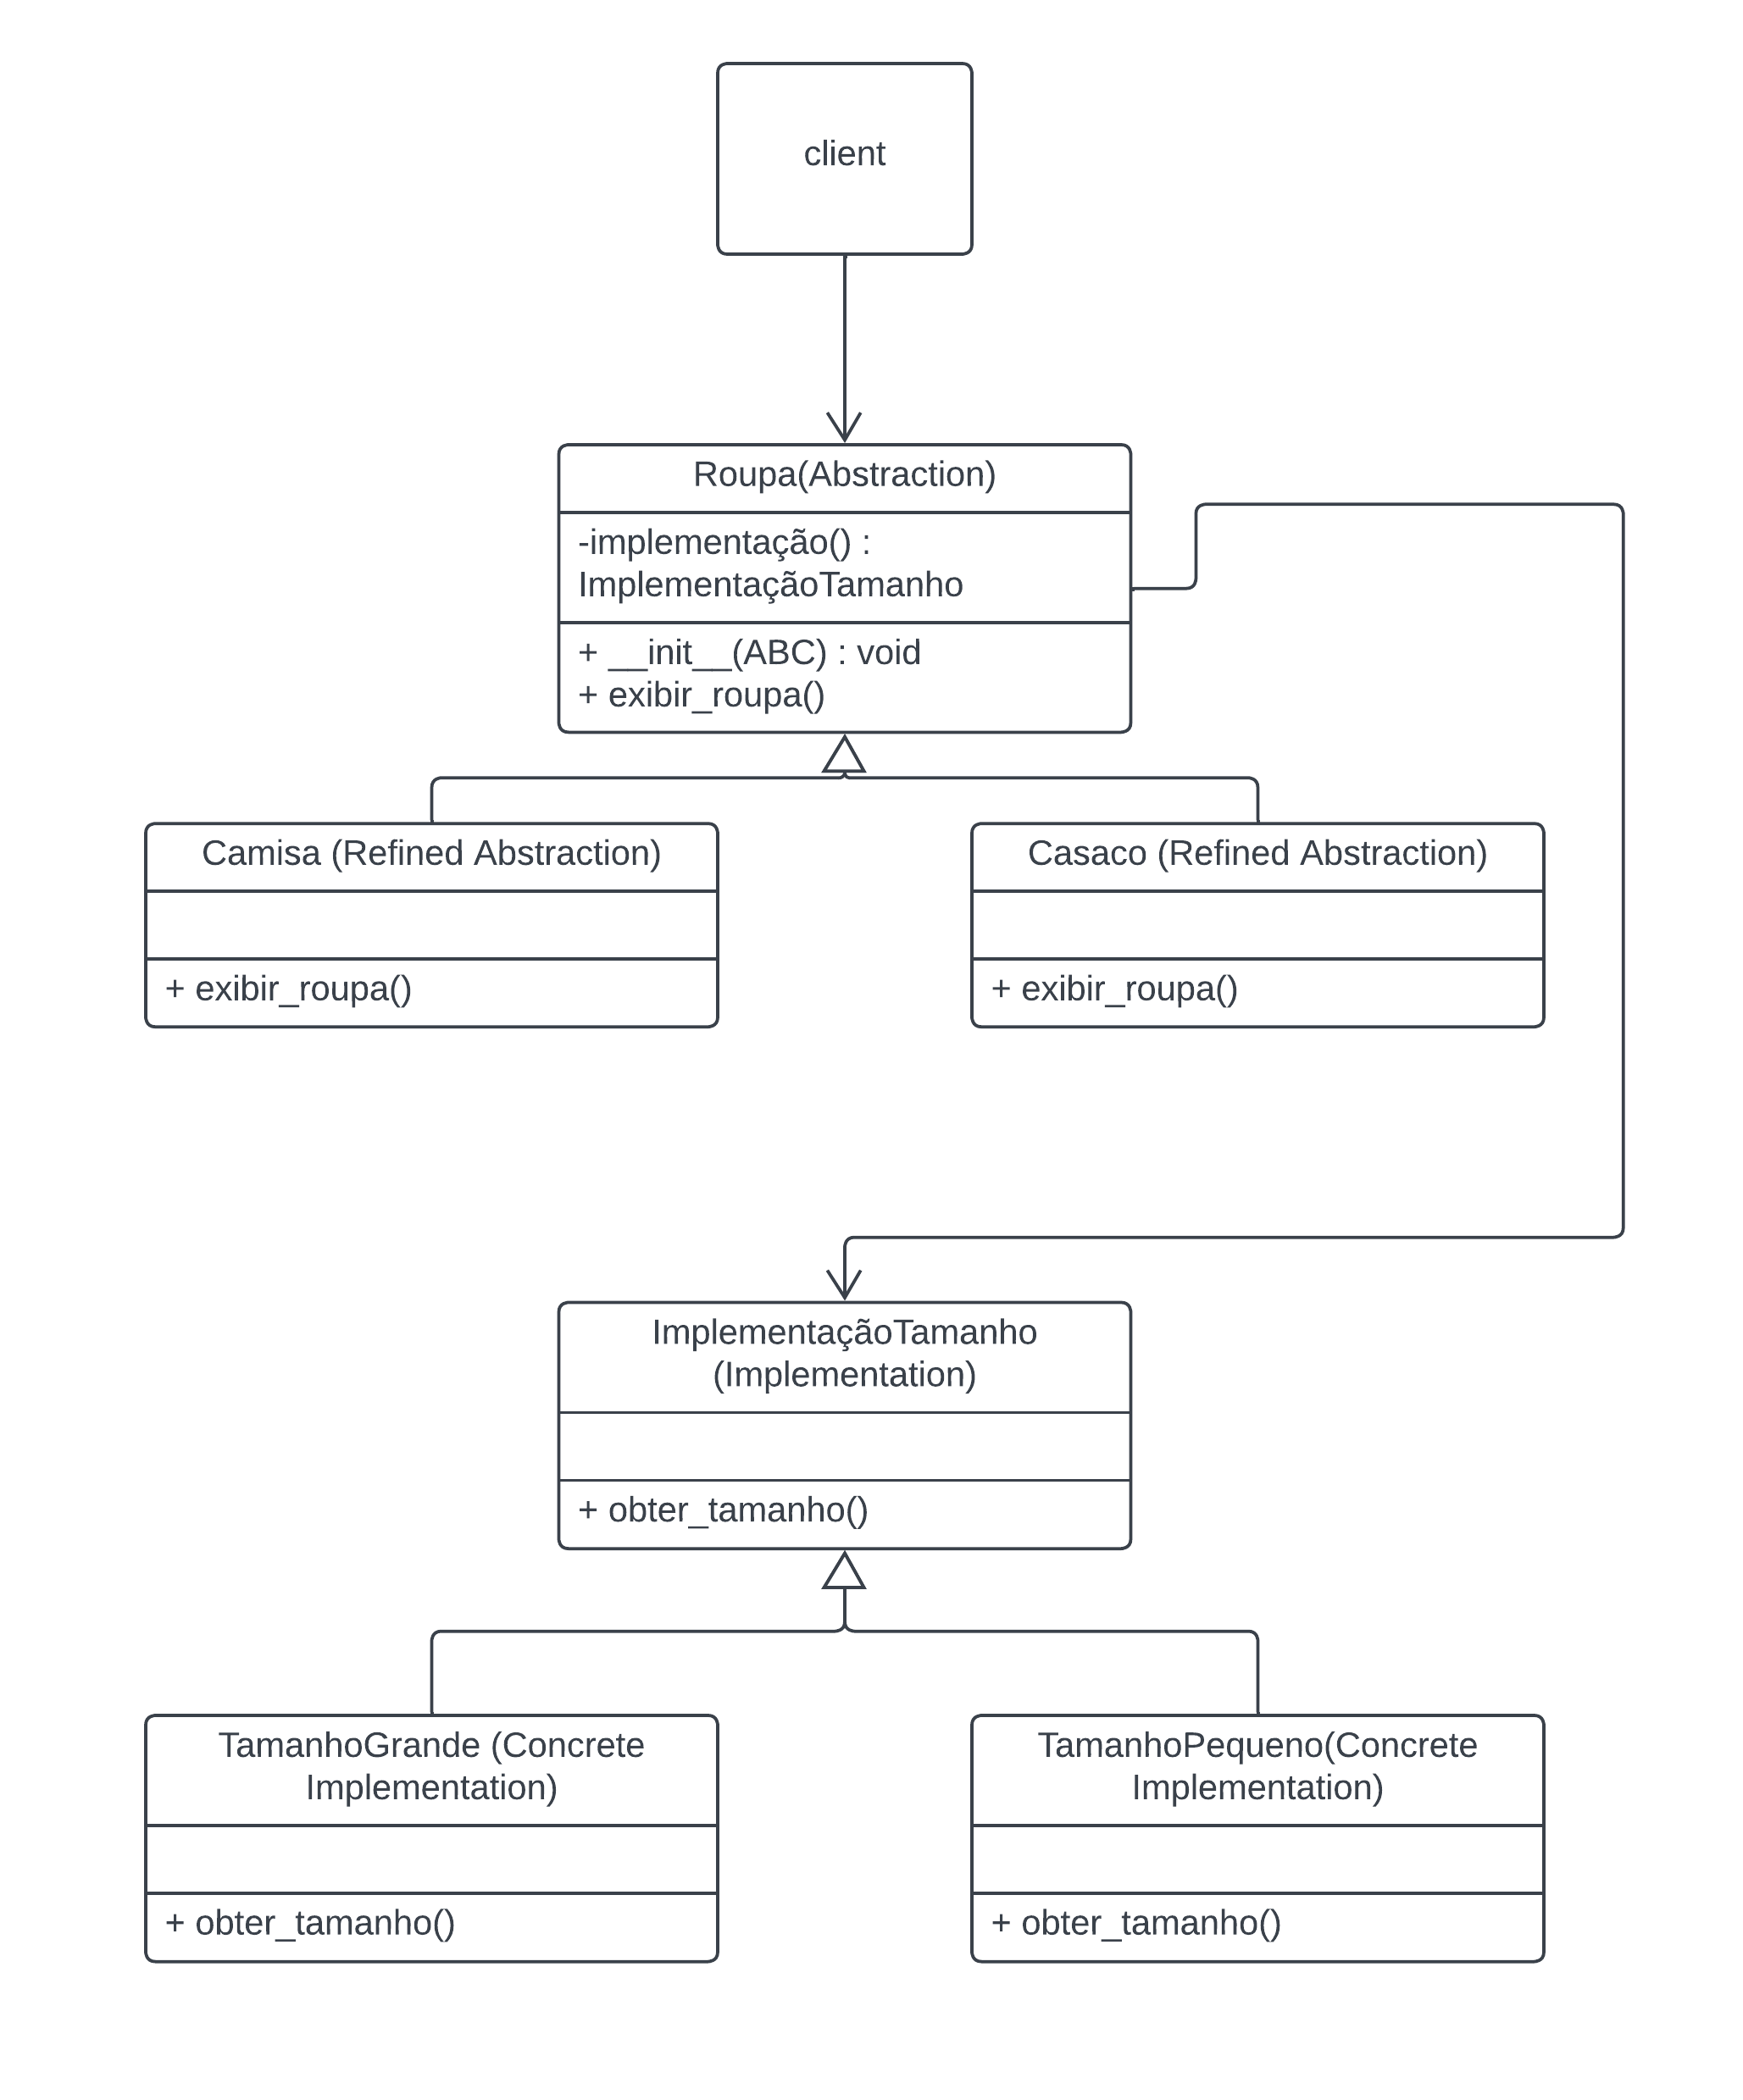 client
Roupa(Abstraction)
-implementação() :
ImplementaçãoTamanho
+ __init__(ABC) : void
+ exibir_roupa()
Camisa (Refined Abstraction)
+ exibir_roupa()
Casaco (Refined Abstraction)
+ exibir_roupa()
ImplementaçãoTamanho
(Implementation)
+ obter_tamanho()
TamanhoGrande (Concrete
Implementation)
+ obter_tamanho()
TamanhoPequeno(Concrete
Implementation)
+ obter_tamanho()